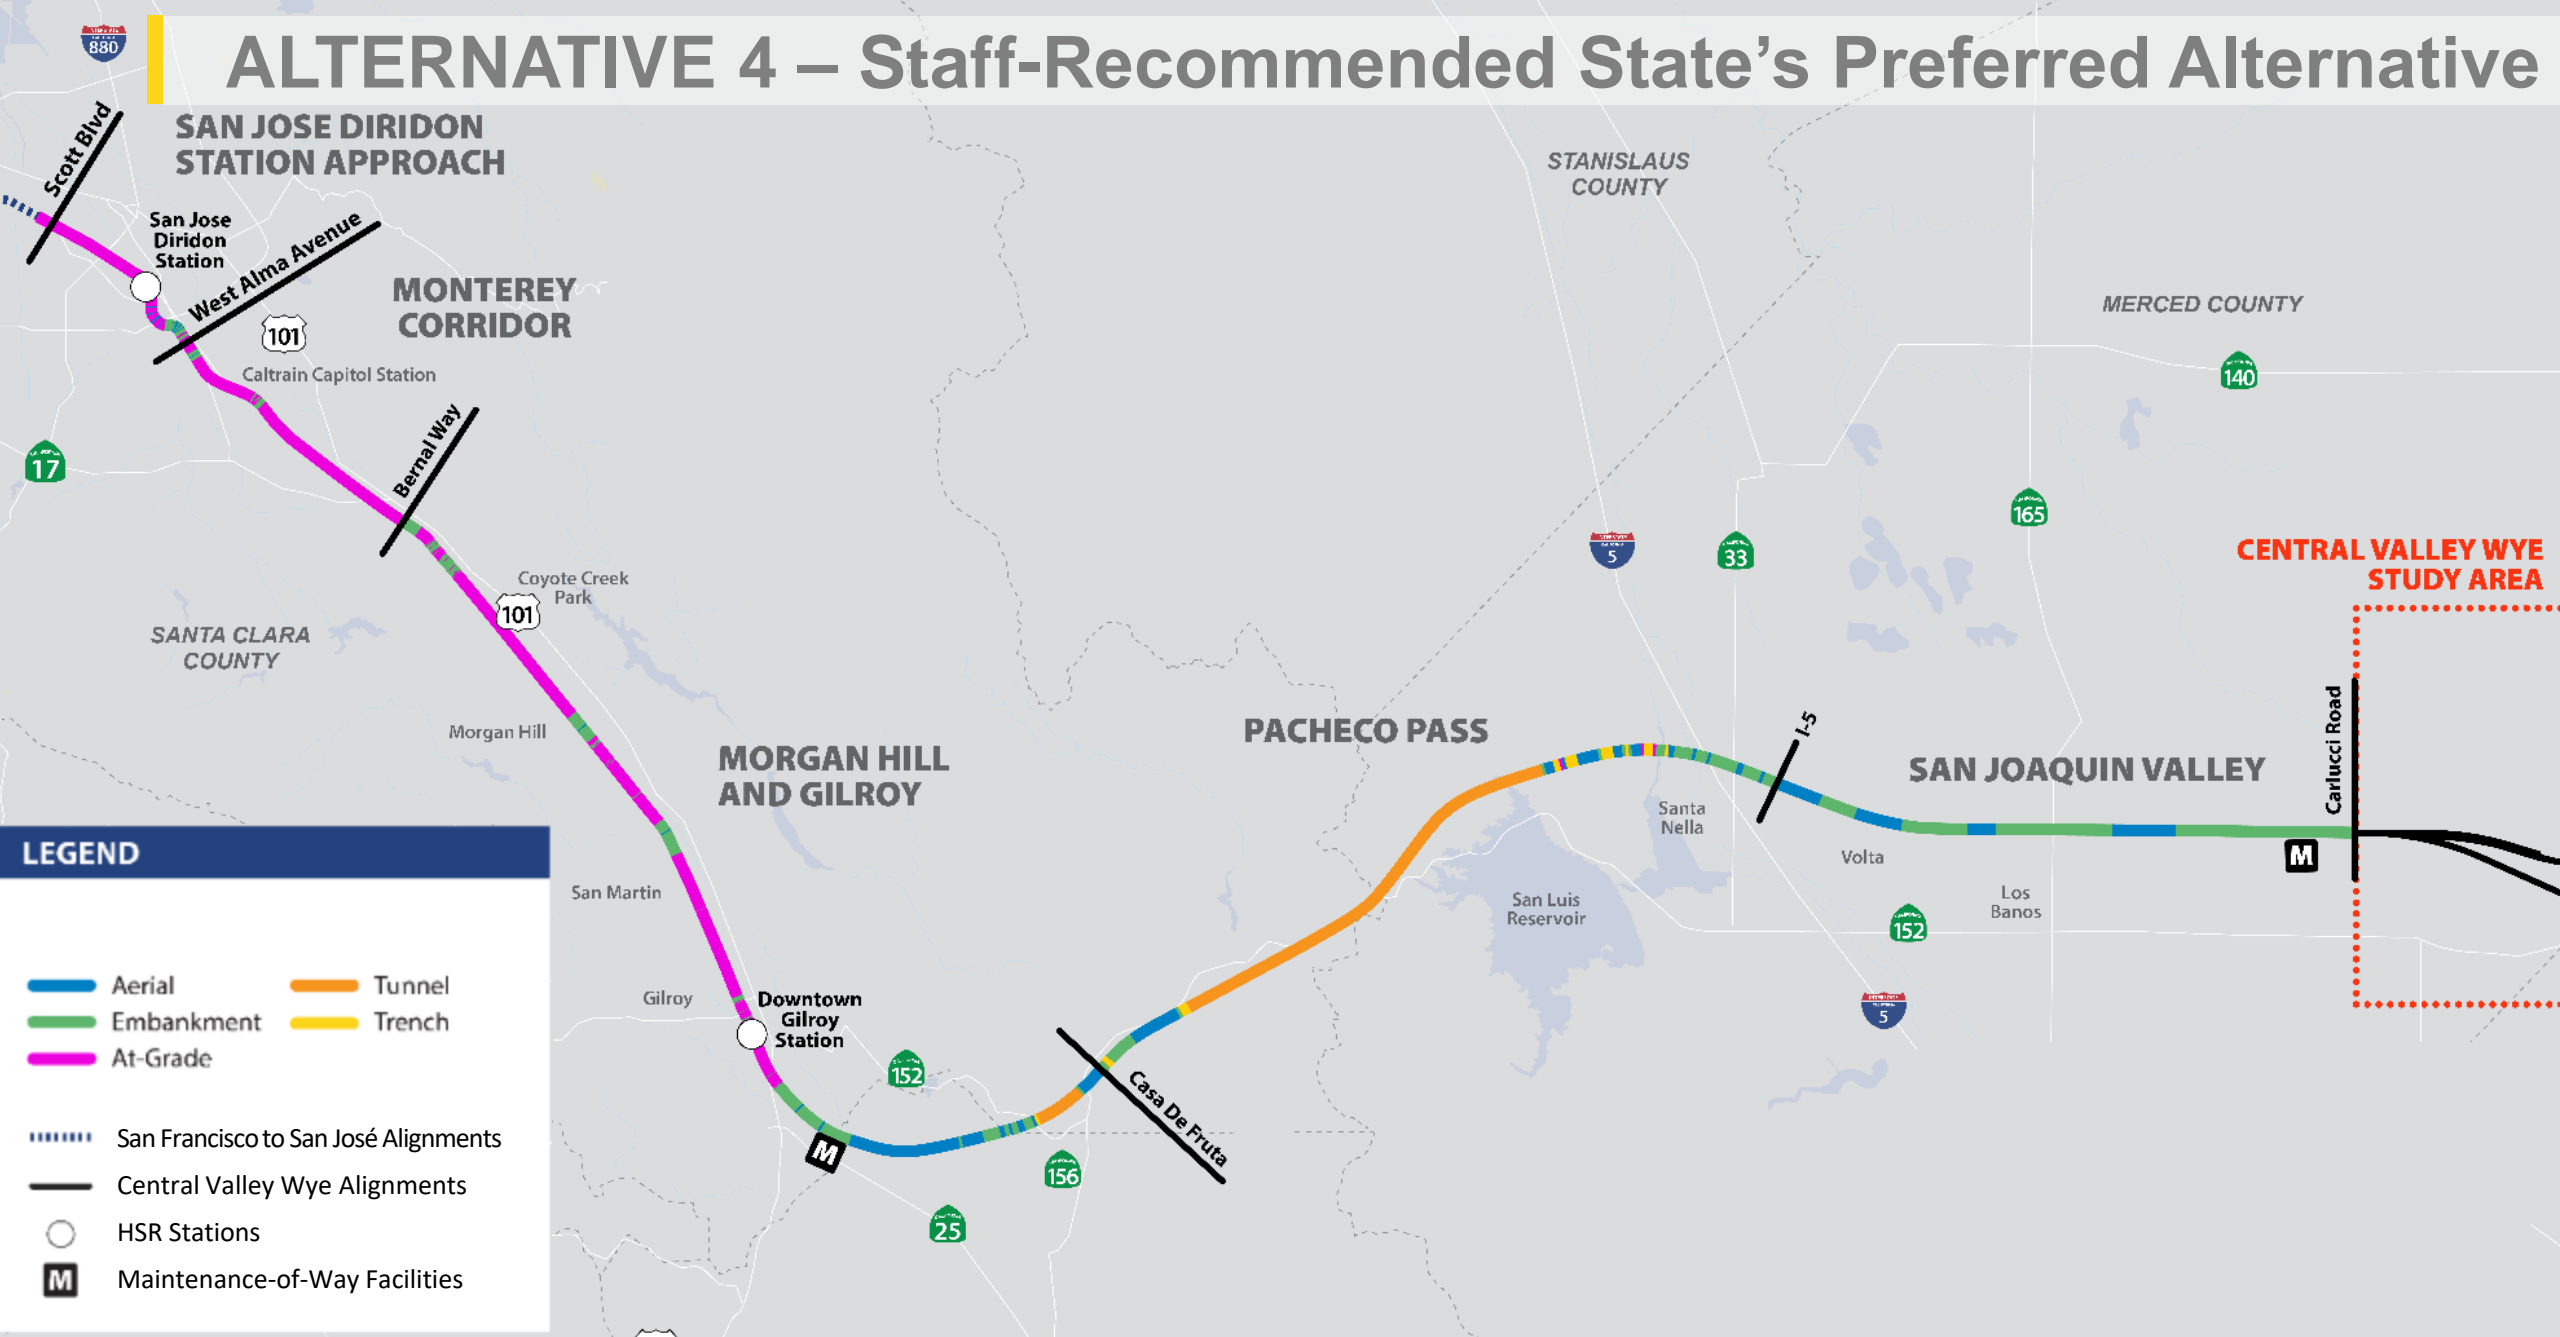 ALTERNATIVE 4 – Staff-Recommended State's Preferred Alternative
880
Scott Blvd
SAN JOSE DIRIDON
STATION APPROACH
San Jose
Diridon
Station
West Alma Avenue
MONTEREY
CORRIDOR
101
Caltrain Capitol Station
17
Bernal Way
Coyote Creek
Park
101
SANTA CLARA
COUNTY
Morgan Hill
MORGAN HILL
AND GILROY
San Martin
Gilroy
Downtown
Gilroy
Station
152
M
25
156
Casa De Fruta
PACHECO PASS
STANISLAUS
COUNTY
MERCED COUNTY
140
165
5
33
I-5
Santa
Nella
San Luis
Reservoir
SAN JOAQUIN VALLEY
Volta
Los
Banos
152
5
M
Carlucci Road
CENTRAL VALLEY WYE
STUDY AREA
LEGEND
Aerial
Embankment
At-Grade
Tunnel
Trench
San Francisco to San José Alignments
Central Valley Wye Alignments
HSR Stations
M
Maintenance-of-Way Facilities